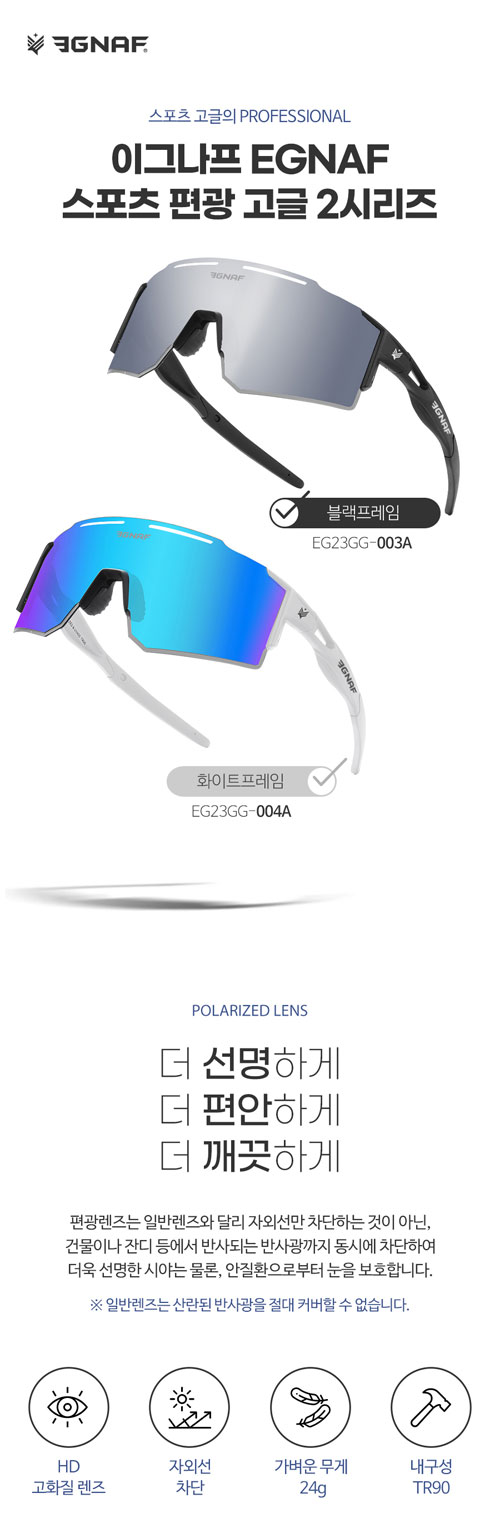 EGNAF
스포츠 고글의 PROFESSIONAL
이그나프 EGNAF
스포츠 편광 고글 2시리즈
EGNAF
EGNAF
블랙프레임
EG23GG-003A
EGNAF
EGNAF
화이트프레임
EG23GG-004A
POLARIZED LENS
더 선명하게
더 편안하게
더 깨끗하게
편광렌즈는 일반렌즈와 달리 자외선만 차단하는 것이 아닌,
건물이나 잔디 등에서 반사되는 반사광까지 동시에 차단하여
더욱 선명한 시야는 물론, 안질환으로부터 눈을 보호합니다.
※ 일반렌즈는 산란된 반사광을 절대 커버할 수 없습니다.
HD
고화질 렌즈
자외선
차단
가벼운 무게
24g
내구성
TR90